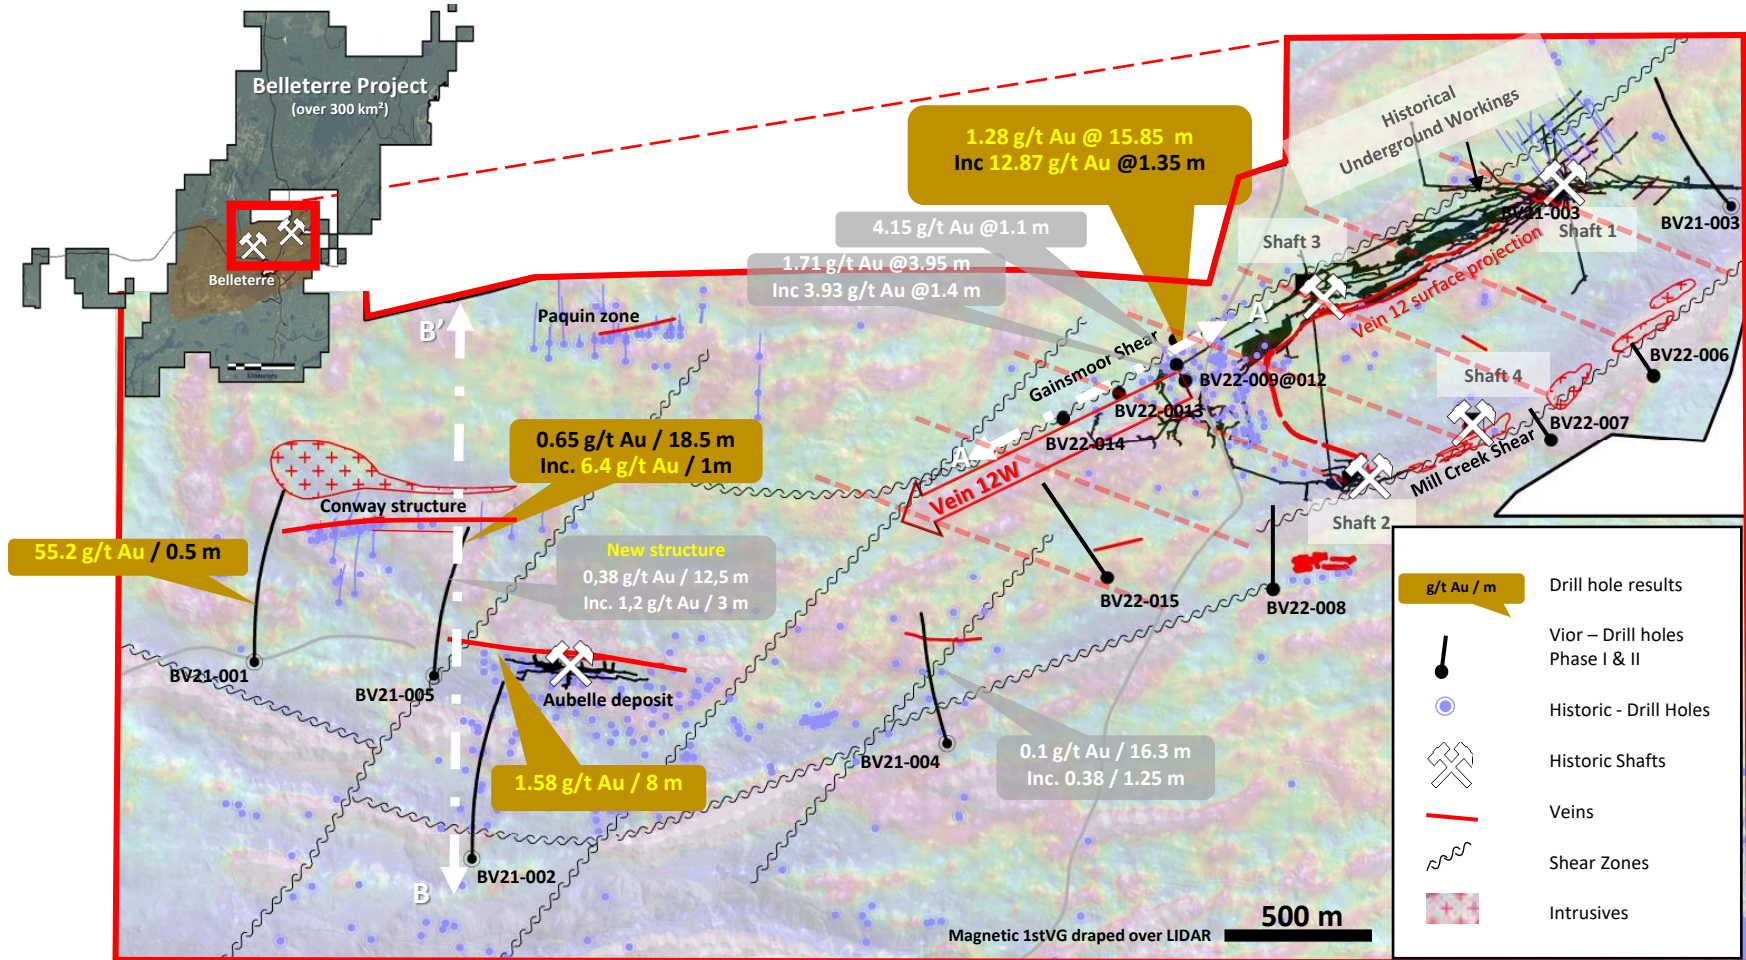 Belleterre Project
(over 300 km²)
Belleterre
Kilometers
Historical
Underground Workings
1.28 g/t Au @ 15.85 m
Inc 12.87 g/t Au @1.35 m
4.15 g/t Au @1.1 m
1.71 g/t Au @3.95 m
Inc 3.93 g/t Au @1.4 m
BV21-003
BV21-003
Shaft 1
Shaft 3
Vein 12 surface projection
Paquin zone
B'
A'
Gainsmoor Shear
BV22-009@012
BV22-0013
BV22-014
A
Vein 12W
Shaft 4
BV22-006
BV22-007
Mill Creek Shear
Shaft 2
0.65 g/t Au / 18.5 m
Inc. 6.4 g/t Au / 1m
Conway structure
55.2 g/t Au / 0.5 m
New structure
0,38 g/t Au / 12,5 m
Inc. 1,2 g/t Au / 3 m
BV22-015
BV22-008
BV21-001
BV21-005
Aubelle deposit
BV21-004
0.1 g/t Au / 16.3 m
Inc. 0.38 / 1.25 m
1.58 g/t Au / 8 m
BV21-002
B
Magnetic 1stVG draped over LIDAR
500 m
g/t Au / m
Drill hole results
Vior – Drill holes
Phase I & II
Historic - Drill Holes
Historic Shafts
Veins
Shear Zones
Intrusives